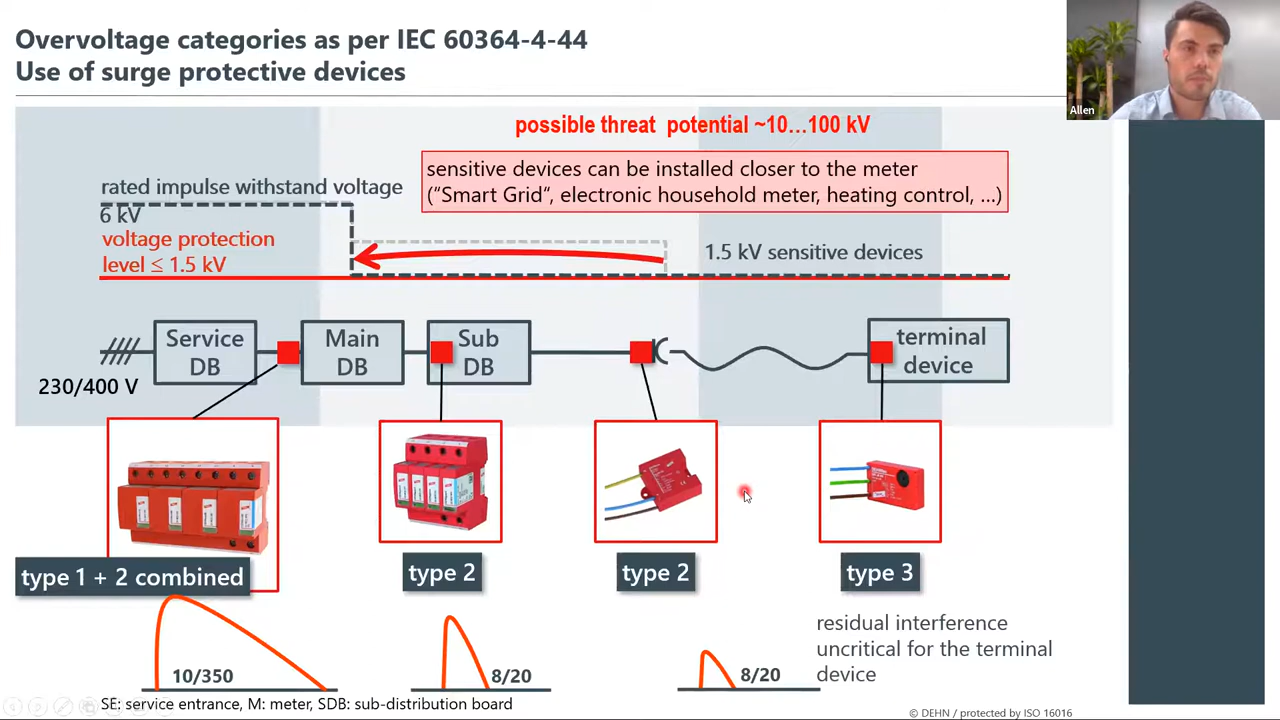 Overvoltage categories as per IEC 60364-4-44
Use of surge protective devices
Allen
possible threat potential ~10...100 kV
sensitive devices can be installed closer to the meter
("Smart Grid", electronic household meter, heating control, ...)
rated impulse withstand voltage
6 kV
voltage protection
level ≤ 1.5 kV
1.5 kV sensitive devices
Service
DB
Main
DB
Sub
DB
terminal
device
230/400 V
type 1 + 2 combined
type 2
type 2
type 3
10/350
8/20
8/20
residual interference
uncritical for the terminal
device
SE: service entrance, M: meter, SDB: sub-distribution board
© DEHN / protected by ISO 16016